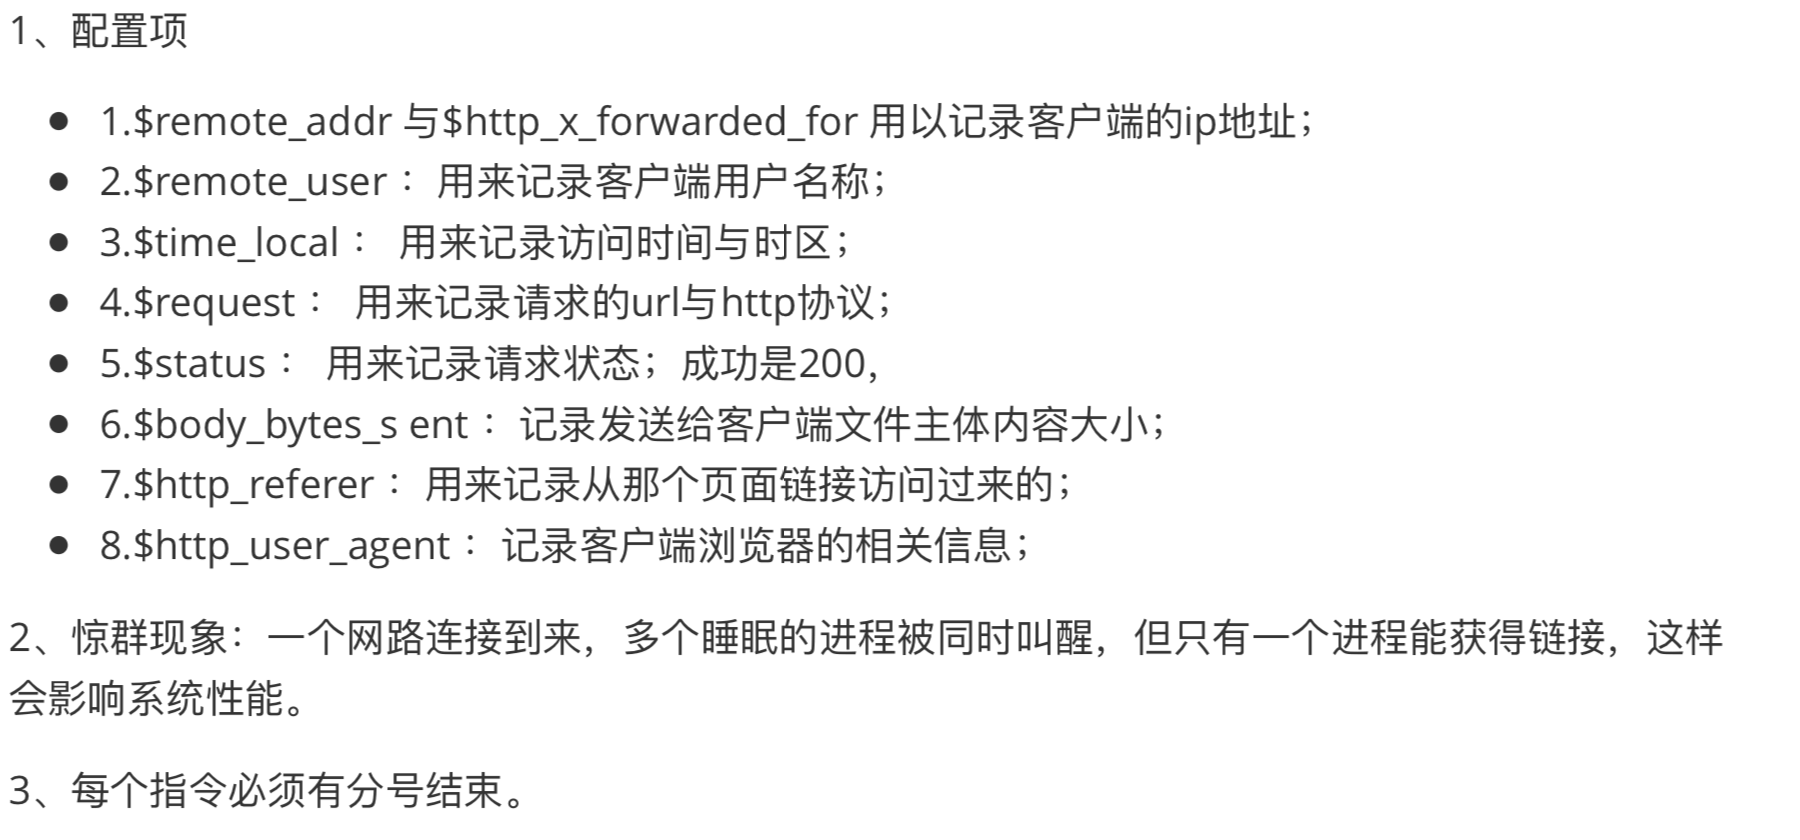 1、配置项
1.$remote_addr 与$http_x_forwarded_for 用以记录客户端的ip地址；
2.$remote_user： 用来记录客户端用户名称；
3.$time_local： 用来记录访问时间与时区；
4.$request： 用来记录请求的url与http协议；
5.$status： 用来记录请求状态；成功是200，
6.$body_bytes_s ent：记录发送给客户端文件主体内容大小；
7.$http_referer：用来记录从那个页面链接访问过来的；
8.$http_user_agent：记录客户端浏览器的相关信息；
2、惊群现象：一个网路连接到来，多个睡眠的进程被同时叫醒，但只有一个进程能获得链接，这样
会影响系统性能。
3、每个指令必须有分号结束。